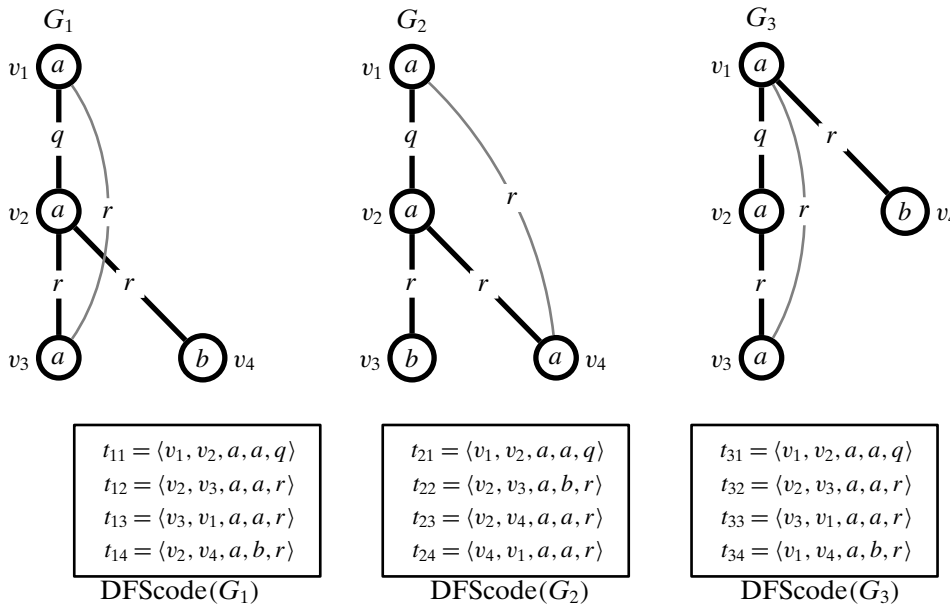 G₁ G₂ G₃
v₁ a v₁ a v₁ a
q q q r
v₂ a r v₂ a r v₂ a r b
r r r r r
v₃ a b v₄ v₃ b a v₄ v₃ a
t₁₁ = ⟨v₁, v₂, a, a, q⟩
t₁₂ = ⟨v₂, v₃, a, a, r⟩
t₁₃ = ⟨v₃, v₁, a, a, r⟩
t₁₄ = ⟨v₂, v₄, a, b, r⟩
DFScode(G₁)
t₂₁ = ⟨v₁, v₂, a, a, q⟩
t₂₂ = ⟨v₂, v₃, a, b, r⟩
t₂₃ = ⟨v₂, v₄, a, a, r⟩
t₂₄ = ⟨v₄, v₁, a, a, r⟩
DFScode(G₂)
t₃₁ = ⟨v₁, v₂, a, a, q⟩
t₃₂ = ⟨v₂, v₃, a, a, r⟩
t₃₃ = ⟨v₃, v₁, a, a, r⟩
t₃₄ = ⟨v₁, v₄, a, b, r⟩
DFScode(G₃)